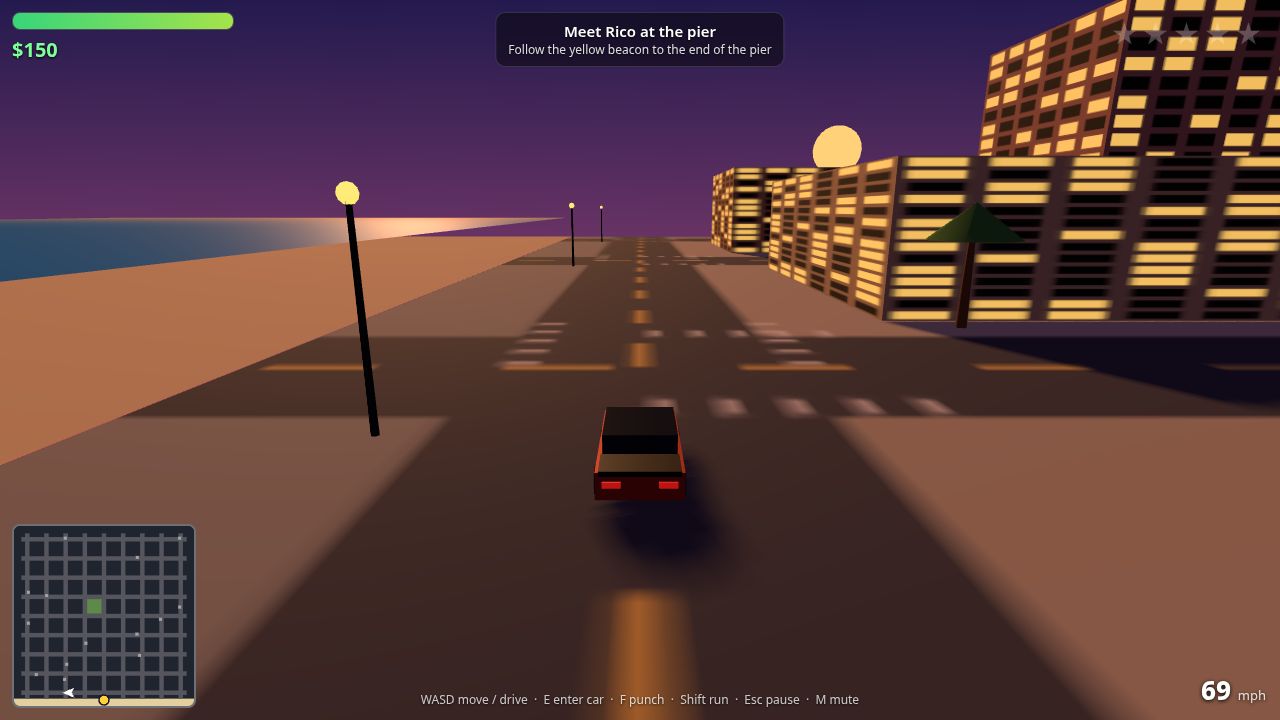 $150
Meet Rico at the pier
Follow the yellow beacon to the end of the pier
WASD move / drive · E enter car · F punch · Shift run · Esc pause · M mute
69 mph